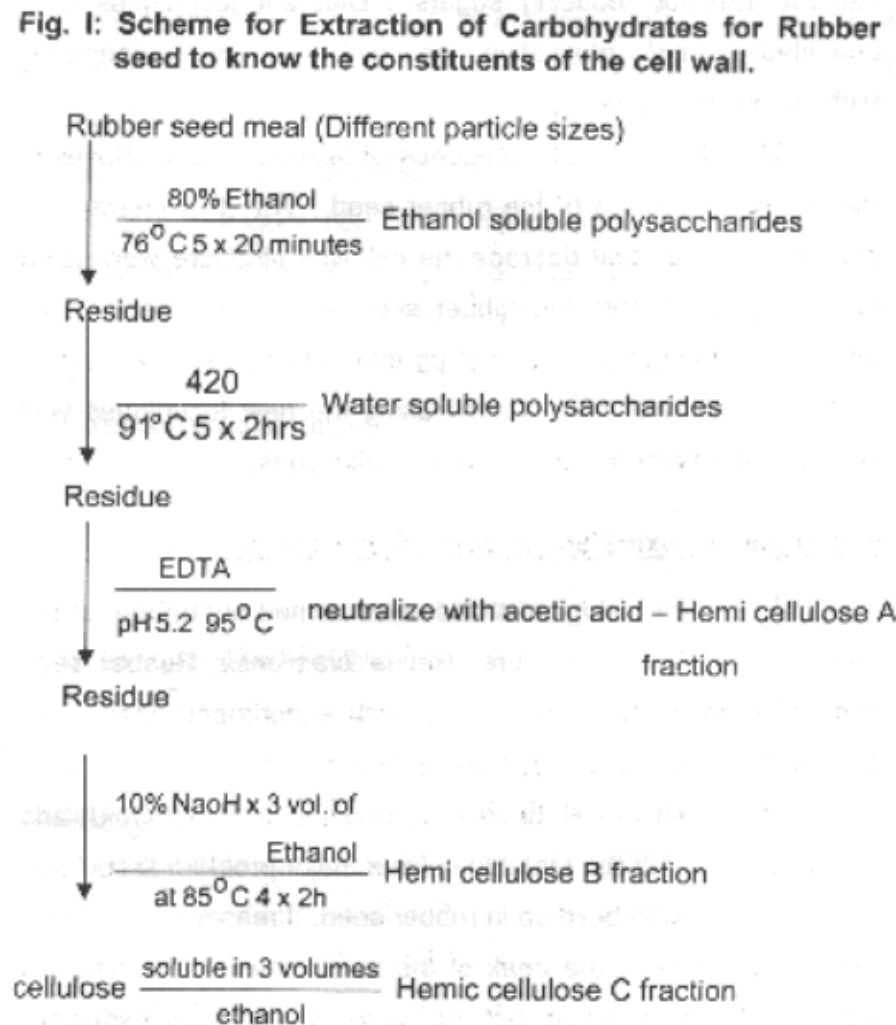 Fig. I: Scheme for Extraction of Carbohydrates for Rubber
seed to know the constituents of the cell wall.
Rubber seed meal (Different particle sizes)
80% Ethanol
76°C 5 x 20 minutes
Ethanol soluble polysaccharides
Residue
420
91°C 5 x 2hrs
Water soluble polysaccharides
Residue
EDTA
pH5.2 95°C
neutralize with acetic acid – Hemi cellulose A
fraction
Residue
10% NaoH x 3 vol. of
Ethanol
at 85°C 4 x 2h
Hemi cellulose B fraction
cellulose
soluble in 3 volumes
ethanol
Hemic cellulose C fraction